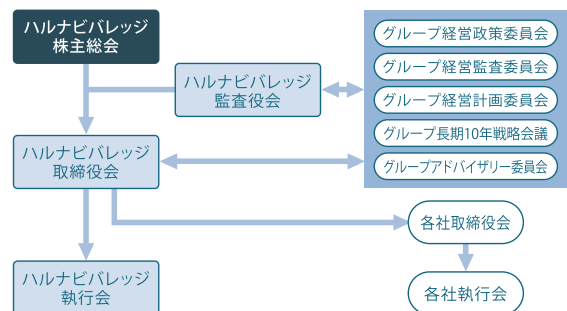 ハルナビバレッジ
株主総会
ハルナビバレッジ
監査役会
グループ経営政策委員会
グループ経営監査委員会
グループ経営計画委員会
グループ長期10年戦略会議
グループアドバイザリー委員会
ハルナビバレッジ
取締役会
各社取締役会
ハルナビバレッジ
執行会
各社執行会